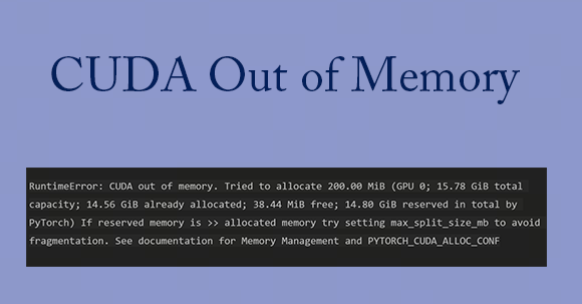 CUDA Out of Memory
RuntimeError: CUDA out of memory. Tried to allocate 200.00 MiB (GPU 0; 15.78 GiB total
capacity; 14.56 GiB already allocated; 38.44 MiB free; 14.80 GiB reserved in total by
PyTorch) If reserved memory is >> allocated memory try setting max_split_size_mb to avoid
fragmentation. See documentation for Memory Management and PYTORCH_CUDA_ALLOC_CONF